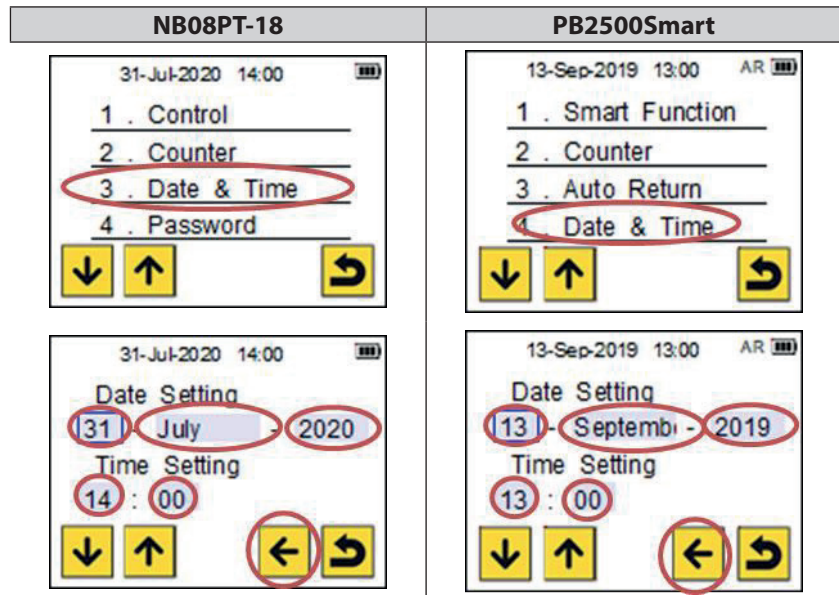 NB08PT-18
PB2500Smart
31-Jul-2020 14:00
1 . Control
2 . Counter
3 . Date & Time
4 . Password
13-Sep-2019 13:00 AR
1 . Smart Function
2 . Counter
3 . Auto Return
4 . Date & Time
31-Jul-2020 14:00
Date Setting
31 - July - 2020
Time Setting
14 : 00
13-Sep-2019 13:00 AR
Date Setting
13 - Septemb - 2019
Time Setting
13 : 00